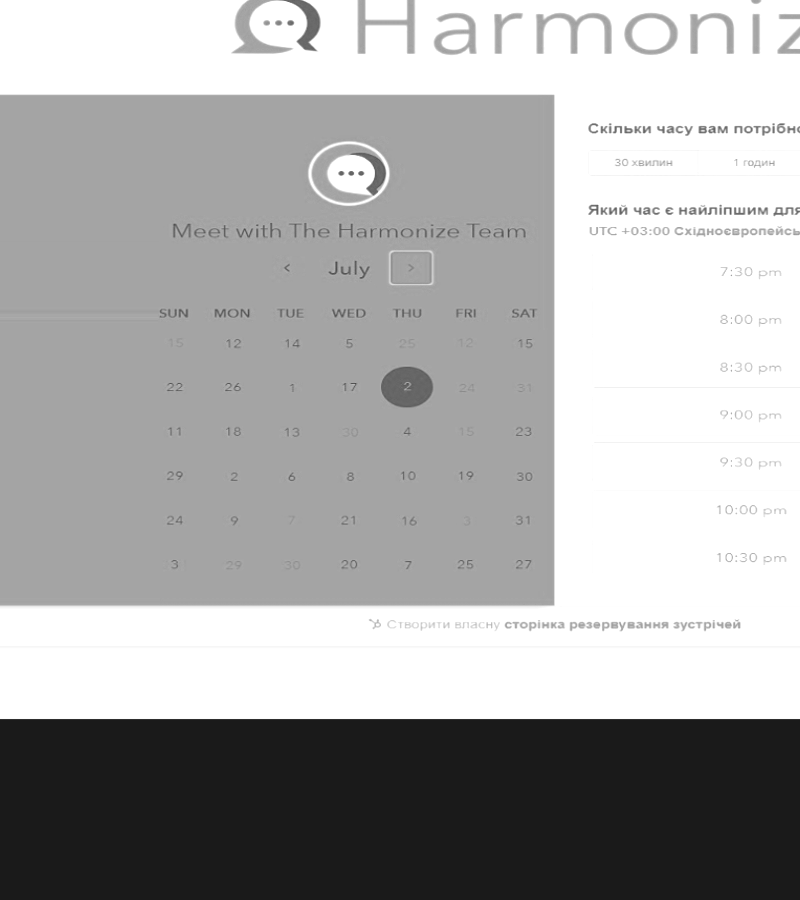 Harmoniz
Meet with The Harmonize Team
< July >
SUN MON TUE WED THU FRI SAT
15 12 14 5 25 12 15
22 26 1 17 2 24 31
11 18 13 30 4 15 23
29 2 6 8 10 19 30
24 9 7 21 16 3 31
3 29 30 20 7 25 27
Скільки часу вам потрібно
30 хвилин 1 годин
Який час є найліпшим для
UTC +03:00 Східноєвропейсь
7:30 pm
8:00 pm
8:30 pm
9:00 pm
9:30 pm
10:00 pm
10:30 pm
Створити власну сторінка резервування зустрічей